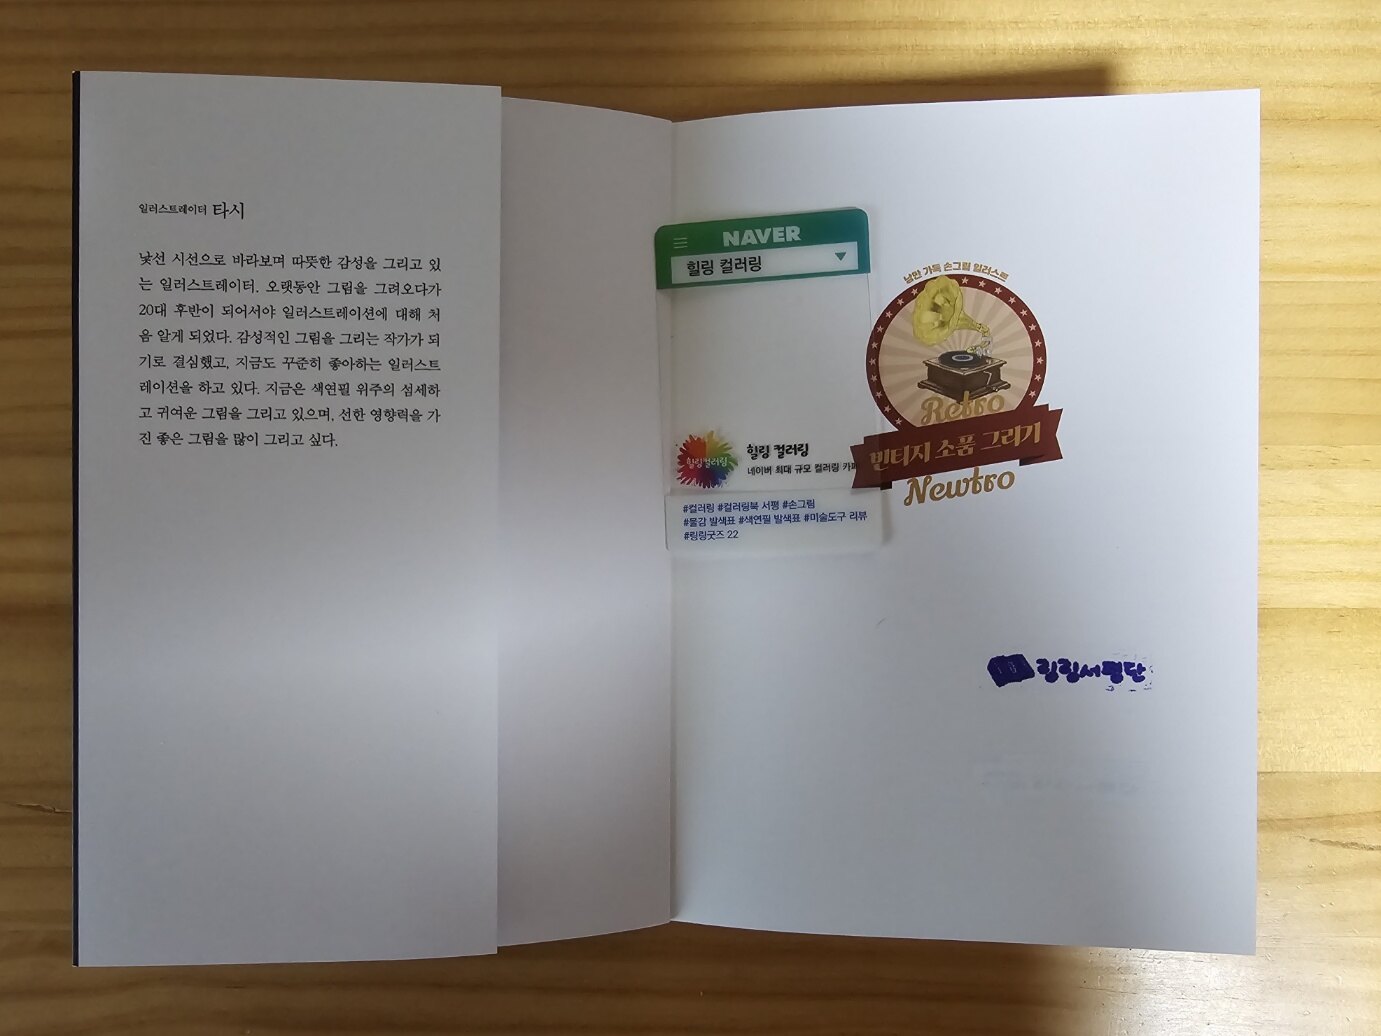 일러스트레이터 타시
낯선 시선으로 바라보며 따뜻한 감성을 그리고 있
는 일러스트레이터. 오랫동안 그림을 그려오다가
20대 후반이 되어서야 일러스트레이션에 대해 처
음 알게 되었다. 감성적인 그림을 그리는 작가가 되
기로 결심했고, 지금도 꾸준히 좋아하는 일러스트
레이션을 하고 있다. 지금은 색연필 위주의 섬세하
고 귀여운 그림을 그리고 있으며, 선한 영향력을 가
진 좋은 그림을 많이 그리고 싶다.
NAVER
힐링 컬러링
힐링컬러링
힐링 컬러링
네이버 최대 규모 컬러링 카페
#컬러링 #컬러링북 서평 #손그림
#물감 발색표 #색연필 발색표 #미술도구 리뷰
#링링굿즈 22
낭만 가득 손그림 일러스트
Retro
빈티지 소품 그리기
Newtro
링링서평단